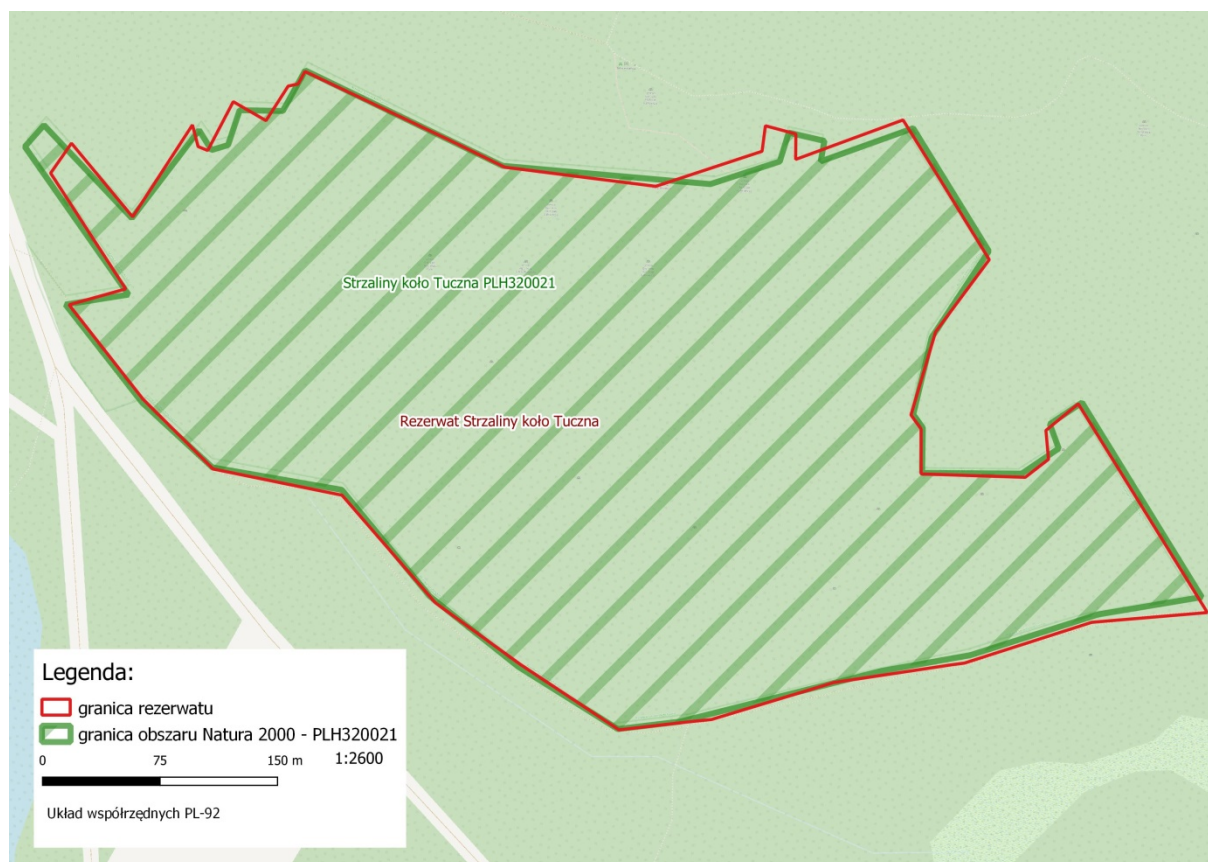 Strzaliny koło Tuczna PLH320021
Rezerwat Strzaliny koło Tuczna
Legenda:
granica rezerwatu
granica obszaru Natura 2000 - PLH320021
0 75 150 m 1:2600
Układ współrzędnych PL-92